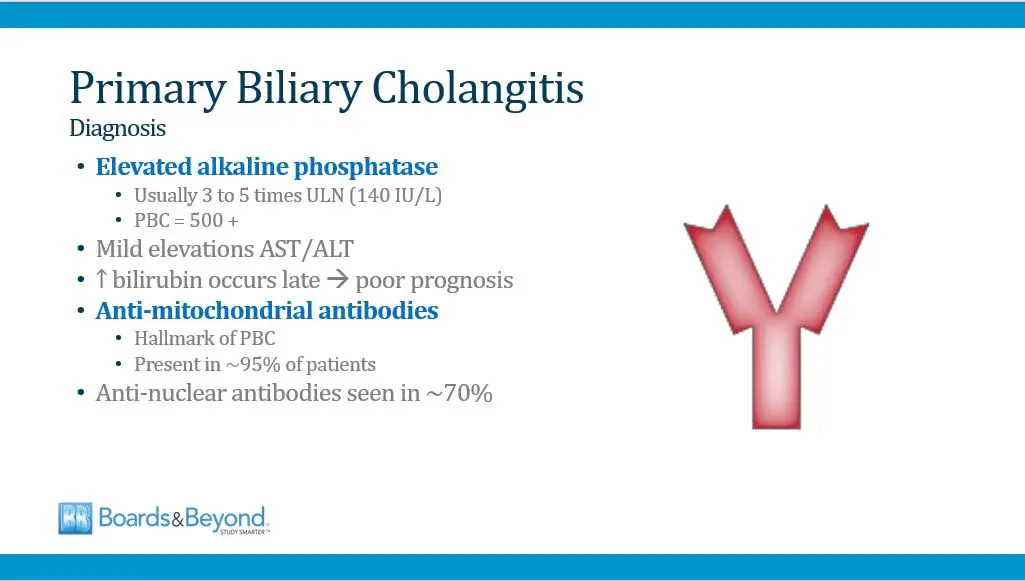 Primary Biliary Cholangitis
Diagnosis
• Elevated alkaline phosphatase
• Usually 3 to 5 times ULN (140 IU/L)
• PBC = 500 +
• Mild elevations AST/ALT
• ↑ bilirubin occurs late → poor prognosis
• Anti-mitochondrial antibodies
• Hallmark of PBC
• Present in ~95% of patients
• Anti-nuclear antibodies seen in ~70%
BB Boards&Beyond.
STUDY SMARTER™